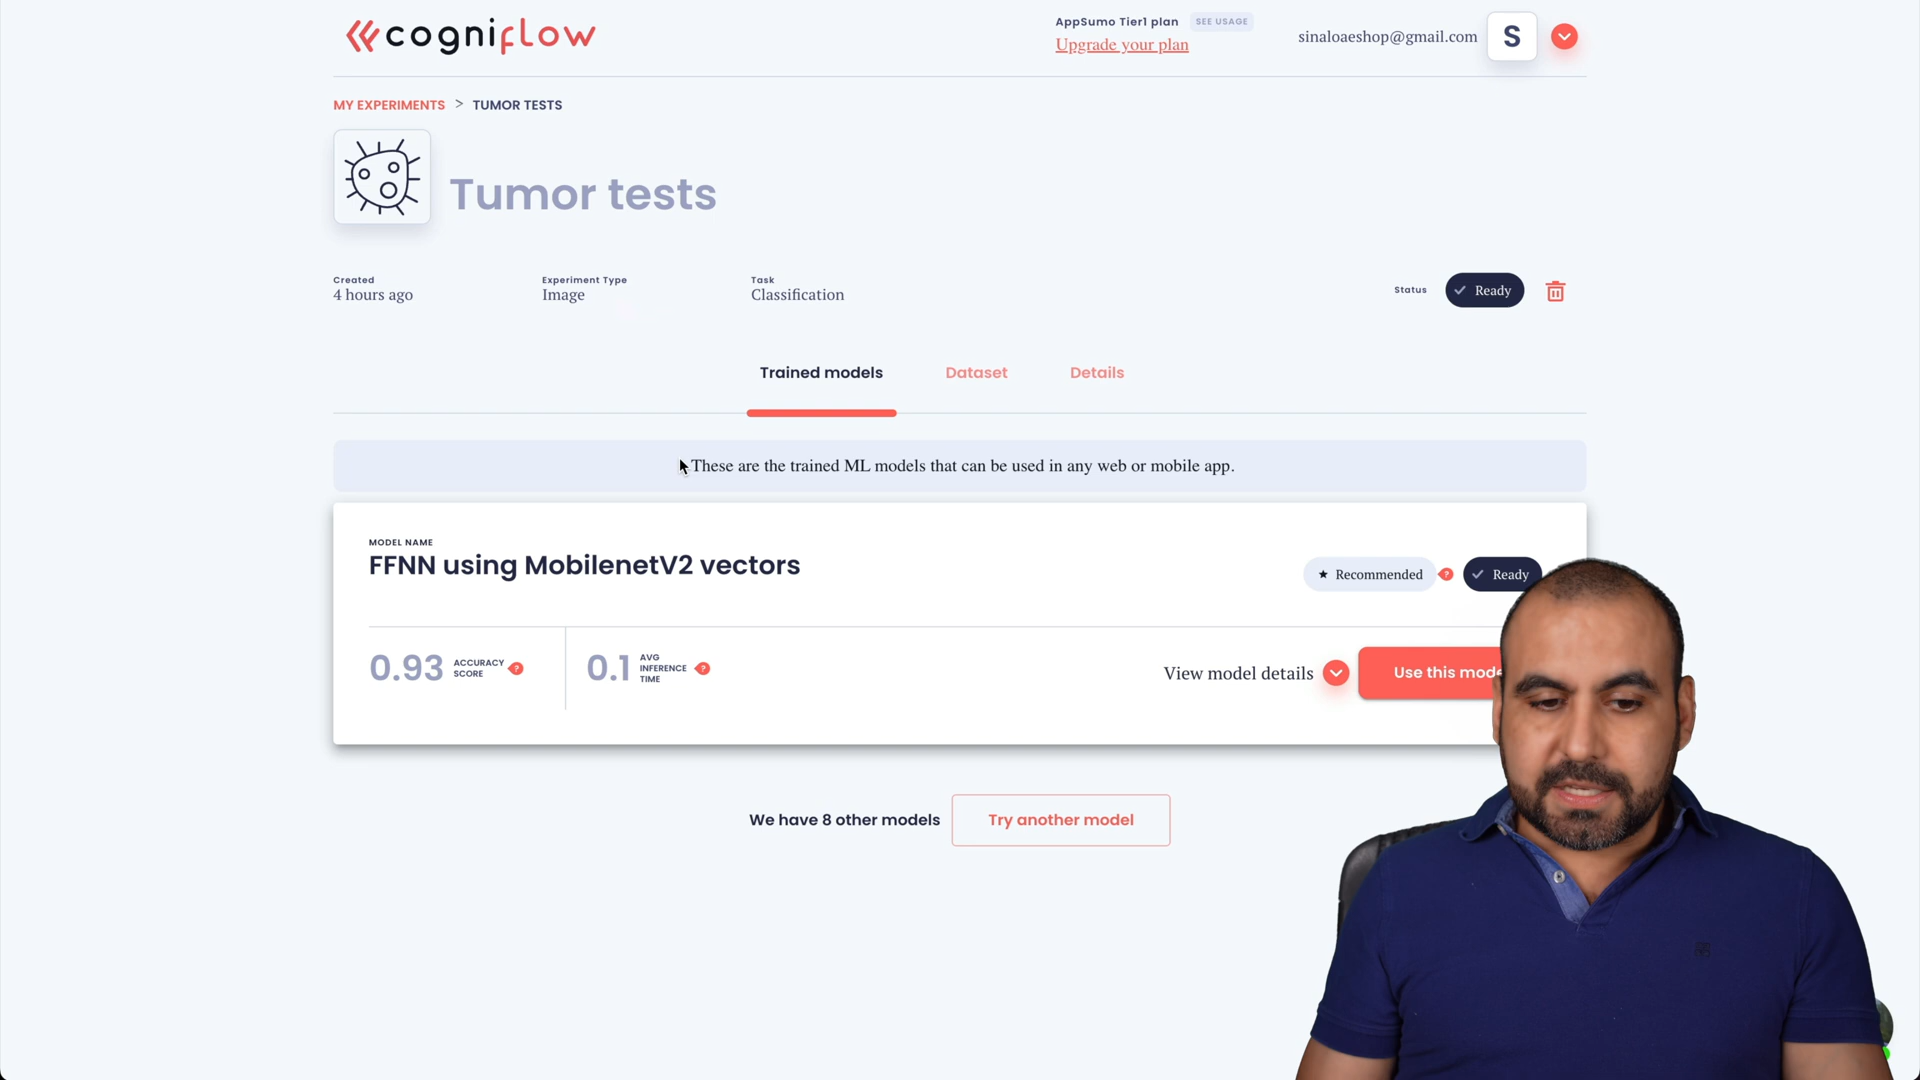 cogniflow
AppSumo Tier1 plan SEE USAGE
Upgrade your plan
sinaloaeshop@gmail.com
S
MY EXPERIMENTS > TUMOR TESTS
Tumor tests
Created
4 hours ago
Experiment Type
Image
Task
Classification
Status
Ready
Trained models
Dataset
Details
These are the trained ML models that can be used in any web or mobile app.
MODEL NAME
FFNN using MobilenetV2 vectors
★ Recommended ?
Ready
0.93 ACCURACY SCORE ?
0.1 AVG INFERENCE TIME ?
View model details
Use this mode
We have 8 other models
Try another model